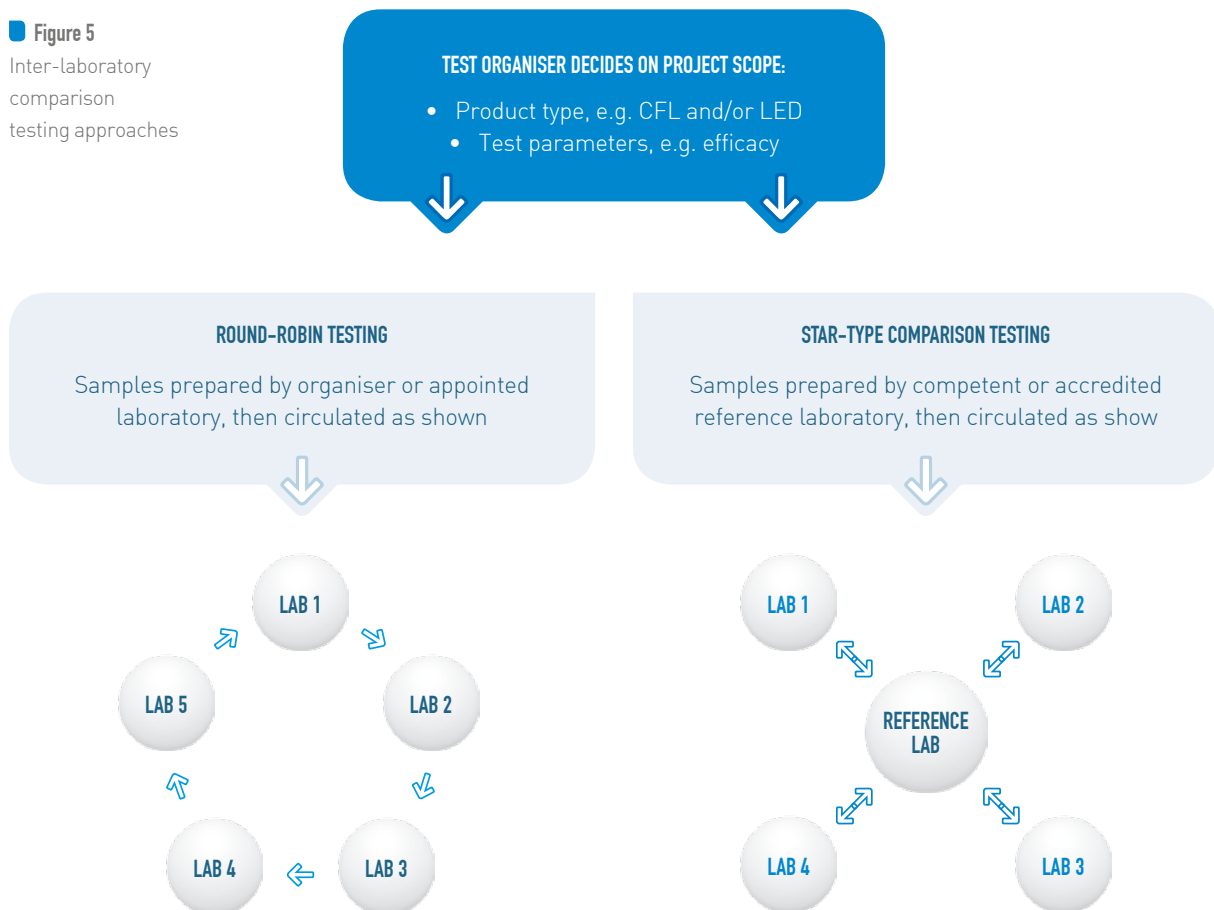 Figure 5
Inter-laboratory
comparison
testing approaches
TEST ORGANISER DECIDES ON PROJECT SCOPE:
• Product type, e.g. CFL and/or LED
• Test parameters, e.g. efficacy
ROUND-ROBIN TESTING
Samples prepared by organiser or appointed
laboratory, then circulated as shown
STAR-TYPE COMPARISON TESTING
Samples prepared by competent or accredited
reference laboratory, then circulated as show
LAB 1
LAB 2
LAB 3
LAB 4
LAB 5
LAB 1
LAB 2
REFERENCE
LAB
LAB 4
LAB 3